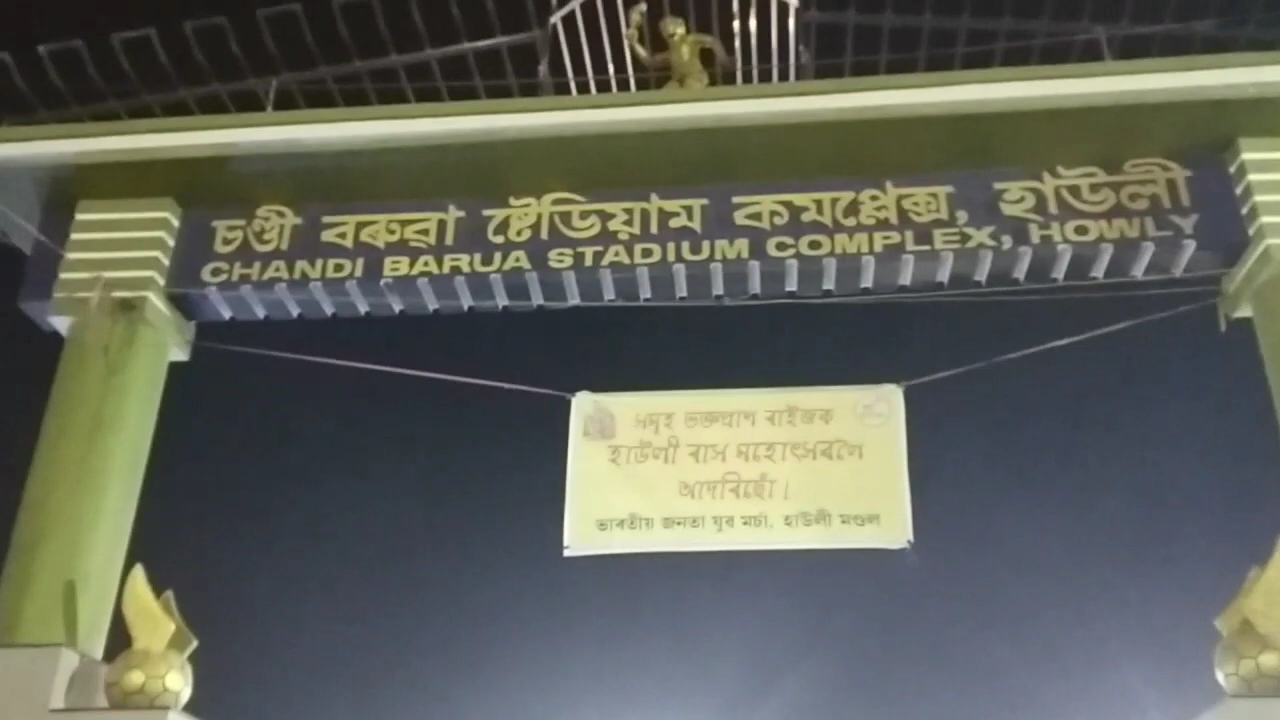 চণ্ডী বৰুৱা ষ্টেডিয়াম কমপ্লেক্স, হাউলী
CHANDI BARUA STADIUM COMPLEX, HOWLY
সমূহ ভক্তপ্ৰাণ ৰাইজক
হাউলী ৰাস মহোৎসৱলৈ
আদৰিছোঁ।
ভাৰতীয় জনতা যুৱ মৰ্চা, হাউলী মণ্ডল